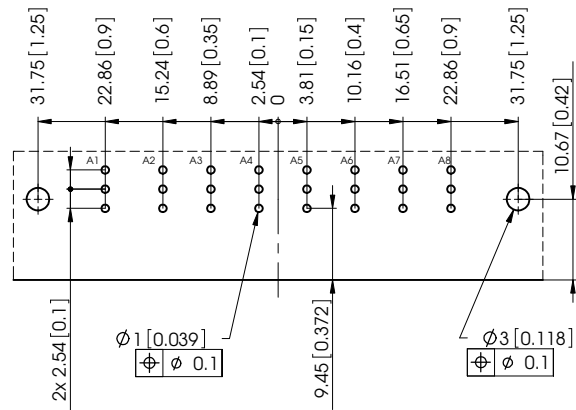 31.75 [1.25]
22.86 [0.9]
15.24 [0.6]
8.89 [0.35]
2.54 [0.1]
0
3.81 [0.15]
10.16 [0.4]
16.51 [0.65]
22.86 [0.9]
31.75 [1.25]
10.67 [0.42]
A1
A2
A3
A4
A5
A6
A7
A8
2x 2.54 [0.1]
∅1 [0.039]
⌖ ∅ 0.1
9.45 [0.372]
∅3 [0.118]
⌖ ∅ 0.1